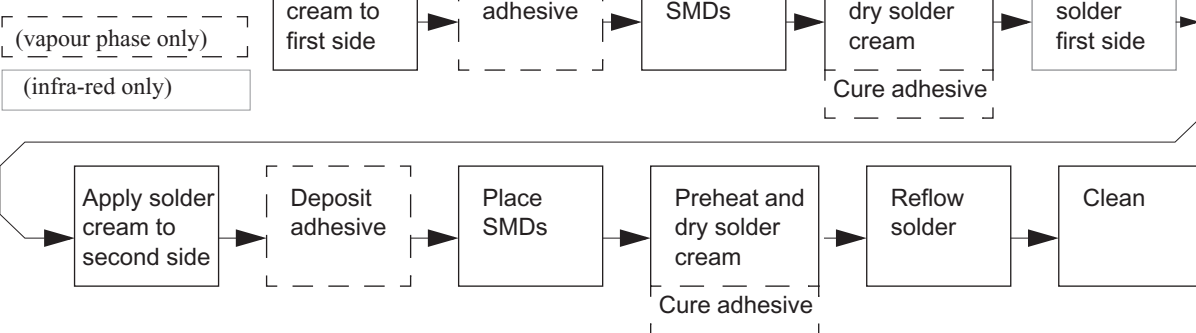 (vapour phase only)
(infra-red only)
cream to
first side
adhesive
SMDs
dry solder
cream
Cure adhesive
solder
first side
Apply solder
cream to
second side
Deposit
adhesive
Place
SMDs
Preheat and
dry solder
cream
Cure adhesive
Reflow
solder
Clean